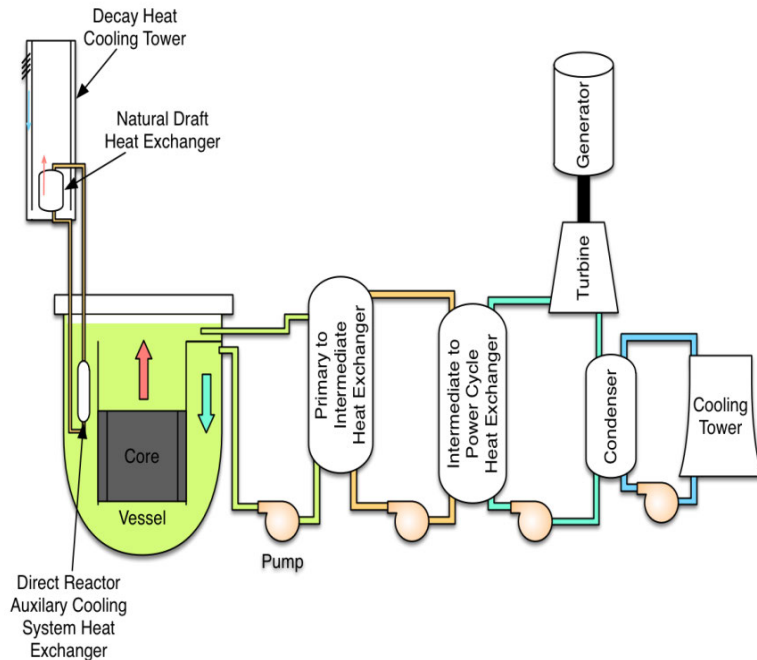 Decay Heat
Cooling Tower
Natural Draft
Heat Exchanger
Generator
Turbine
Primary to
Intermediate
Heat Exchanger
Intermediate to
Power Cycle
Heat Exchanger
Condenser
Cooling
Tower
Core
Vessel
Pump
Direct Reactor
Auxilary Cooling
System Heat
Exchanger